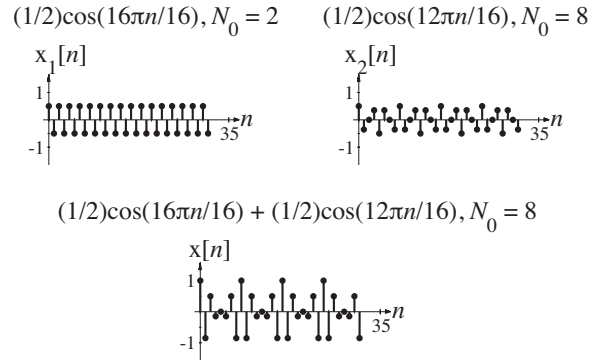 (1/2)cos(16πn/16), N₀ = 2
x₁[n]
1
-1
35
n
(1/2)cos(12πn/16), N₀ = 8
x₂[n]
1
-1
35
n
(1/2)cos(16πn/16) + (1/2)cos(12πn/16), N₀ = 8
x[n]
1
-1
35
n